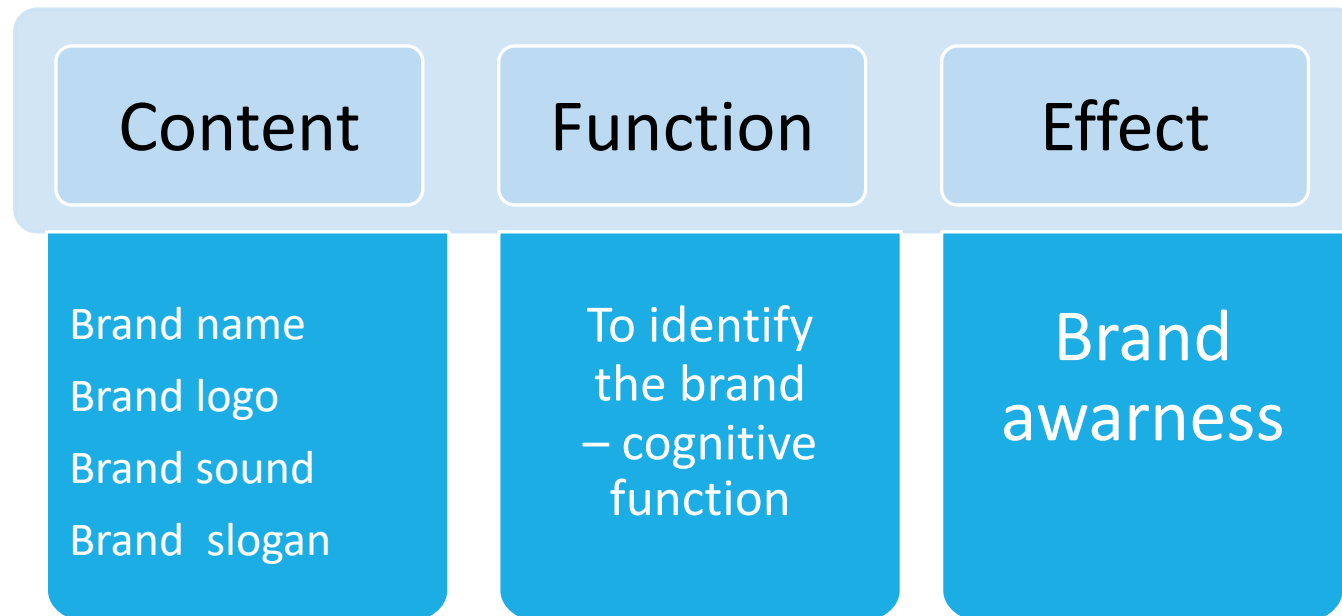 Content
Function
Effect
Brand name
Brand logo
Brand sound
Brand  slogan
To identify
the brand
– cognitive
function
Brand
awarness